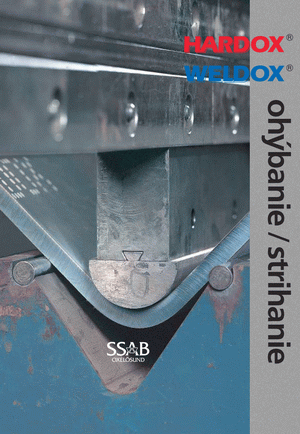 HARDOX®
WELDOX®
ohýbanie / strihanie
SSAB
OXELÖSUND